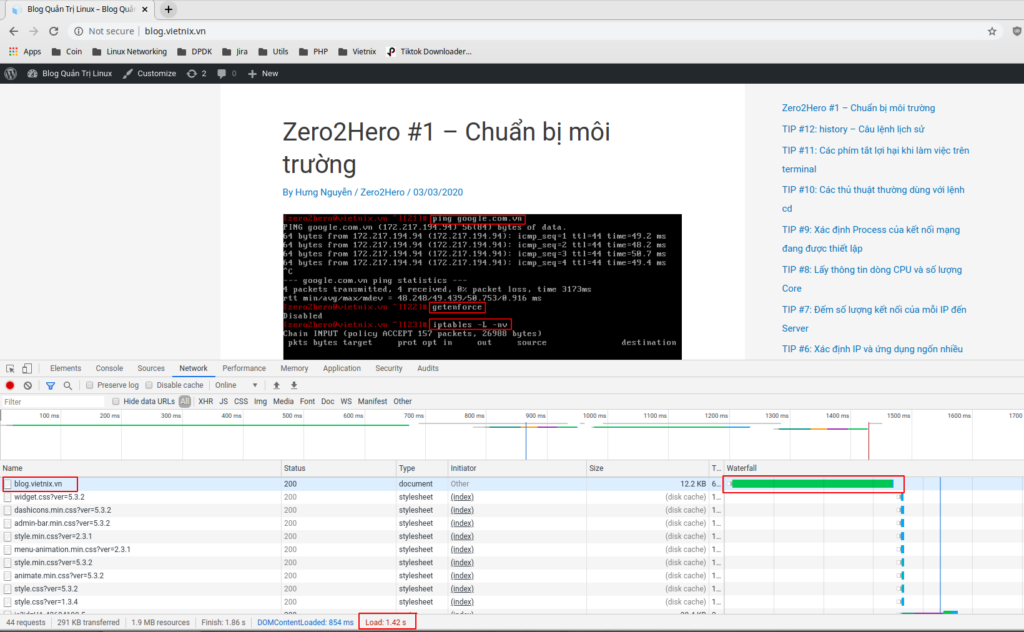 Blog Quản Trị Linux – Blog Quả
Not secure | blog.vietnix.vn
Apps Coin Linux Networking DPDK Jira Utils PHP Vietnix Tiktok Downloader...
Blog Quản Trị Linux Customize 2 0 New
Zero2Hero #1 – Chuẩn bị môi
trường
By Hưng Nguyễn / Zero2Hero / 03/03/2020
[zero2hero@vietnix.vn ~]121]# ping google.com.vn
PING google.com.vn (172.217.194.94) 56(84) bytes of data.
64 bytes from 172.217.194.94 (172.217.194.94): icmp_seq=1 ttl=44 time=49.2 ms
64 bytes from 172.217.194.94 (172.217.194.94): icmp_seq=2 ttl=44 time=48.2 ms
64 bytes from 172.217.194.94 (172.217.194.94): icmp_seq=3 ttl=44 time=50.7 ms
64 bytes from 172.217.194.94 (172.217.194.94): icmp_seq=4 ttl=44 time=49.4 ms
^C
--- google.com.vn ping statistics ---
4 packets transmitted, 4 received, 0% packet loss, time 3173ms
rtt min/avg/max/mdev = 48.248/49.439/50.753/0.916 ms
[zero2hero@vietnix.vn ~]122]# getenforce
Disabled
[zero2hero@vietnix.vn ~]123]# iptables -L -nv
Chain INPUT (policy ACCEPT 157 packets, 26988 bytes)
pkts bytes target prot opt in out source destination
Zero2Hero #1 – Chuẩn bị môi trường
TIP #12: history – Câu lệnh lịch sử
TIP #11: Các phím tắt lợi hại khi làm việc trên
terminal
TIP #10: Các thủ thuật thường dùng với lệnh
cd
TIP #9: Xác định Process của kết nối mạng
đang được thiết lập
TIP #8: Lấy thông tin dòng CPU và số lượng
Core
TIP #7: Đếm số lượng kết nối của mỗi IP đến
Server
TIP #6: Xác định IP và ứng dụng ngốn nhiều
Elements Console Sources Network Performance Memory Application Security Audits
Preserve log Disable cache Online
Filter Hide data URLs All XHR JS CSS Img Media Font Doc WS Manifest Other
100 ms 200 ms 300 ms 400 ms 500 ms 600 ms 700 ms 800 ms 900 ms 1000 ms 1100 ms 1200 ms 1300 ms 1400 ms 1500 ms 1600 ms 1700
Name Status Type Initiator Size T... Waterfall
blog.vietnix.vn 200 document Other 12.2 KB 6...
widget.css?ver=5.3.2 200 stylesheet (index) (disk cache) 1...
dashicons.min.css?ver=5.3.2 200 stylesheet (index) (disk cache) 1...
admin-bar.min.css?ver=5.3.2 200 stylesheet (index) (disk cache) 1...
style.min.css?ver=2.3.1 200 stylesheet (index) (disk cache) 1...
menu-animation.min.css?ver=2.3.1 200 stylesheet (index) (disk cache) 1...
style.min.css?ver=5.3.2 200 stylesheet (index) (disk cache) 1...
animate.min.css?ver=5.3.2 200 stylesheet (index) (disk cache) 1...
style.css?ver=5.3.2 200 stylesheet (index) (disk cache) 1...
style.css?ver=1.3.4 200 stylesheet (index) (disk cache) 1...
44 requests | 291 KB transferred | 1.9 MB resources | Finish: 1.86 s | DOMContentLoaded: 854 ms | Load: 1.42 s